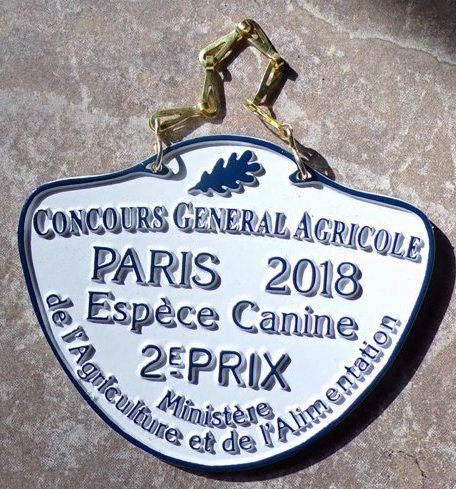 CONCOURS GENERAL AGRICOLE
PARIS 2018
Espèce Canine
2E PRIX
Ministère
de l'Agriculture et de l'Alimentation